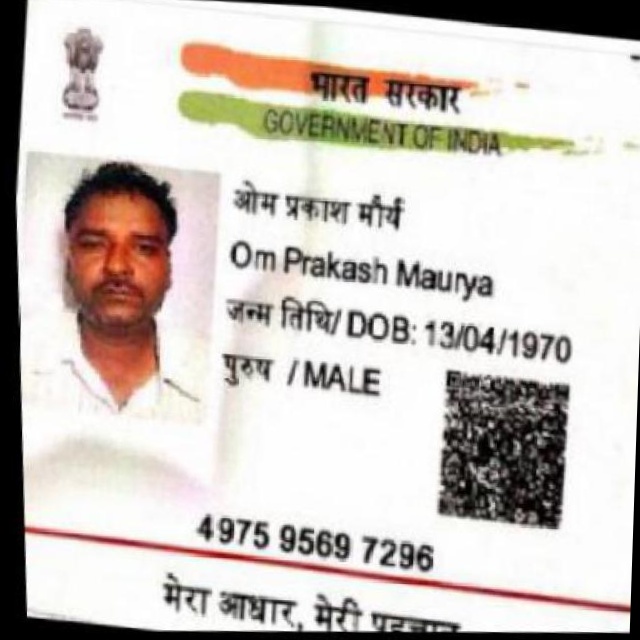 भारत सरकार
GOVERNMENT OF INDIA
ओम प्रकाश मौर्य
Om Prakash Maurya
जन्म तिथि/ DOB: 13/04/1970
पुरुष / MALE
4975 9569 7296
मेरा आधार, मेरी पहचान